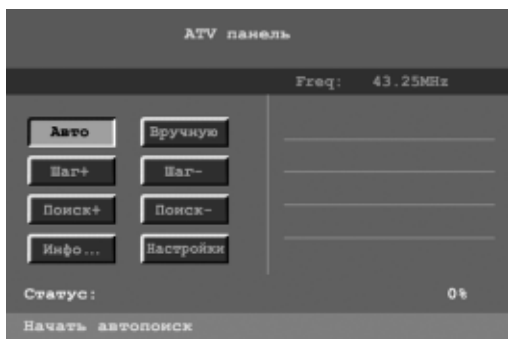 ATV панель
Freq: 43.25MHz
Авто Вручную
Шаг+ Шаг-
Поиск+ Поиск-
Инфо... Настройки
Статус: 0%
Начать автопоиск